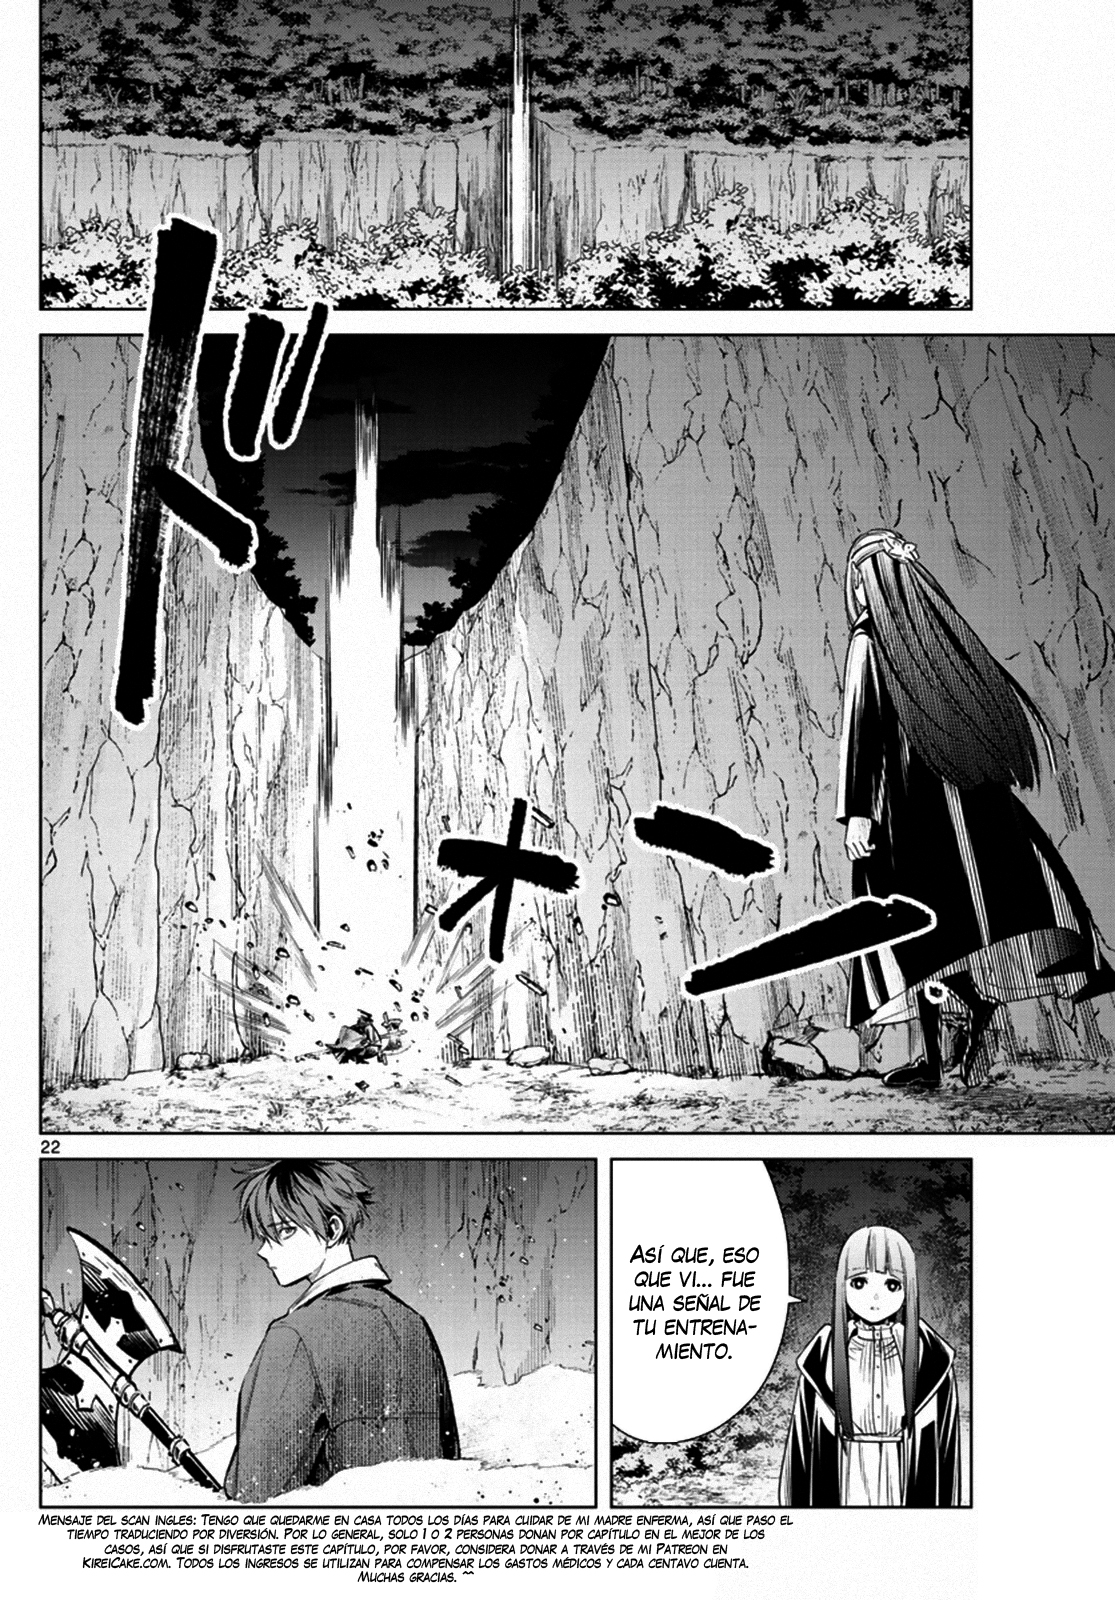 ドゴォン
22
ASÍ QUE, ESO
QUE VI... FUE
UNA SEÑAL DE
TU ENTRENA-
MIENTO.
MENSAJE DEL SCAN INGLES: TENGO QUE QUEDARME EN CASA TODOS LOS DÍAS PARA CUIDAR DE MI MADRE ENFERMA, ASÍ QUE PASO EL
TIEMPO TRADUCIENDO POR DIVERSIÓN. POR LO GENERAL, SOLO 1 O 2 PERSONAS DONAN POR CAPÍTULO EN EL MEJOR DE LOS
CASOS, ASÍ QUE SI DISFRUTASTE ESTE CAPÍTULO, POR FAVOR, CONSIDERA DONAR A TRAVÉS DE MI PATREON EN
KIREICAKE.COM. TODOS LOS INGRESOS SE UTILIZAN PARA COMPENSAR LOS GASTOS MÉDICOS Y CADA CENTAVO CUENTA.
MUCHAS GRACIAS. ^^